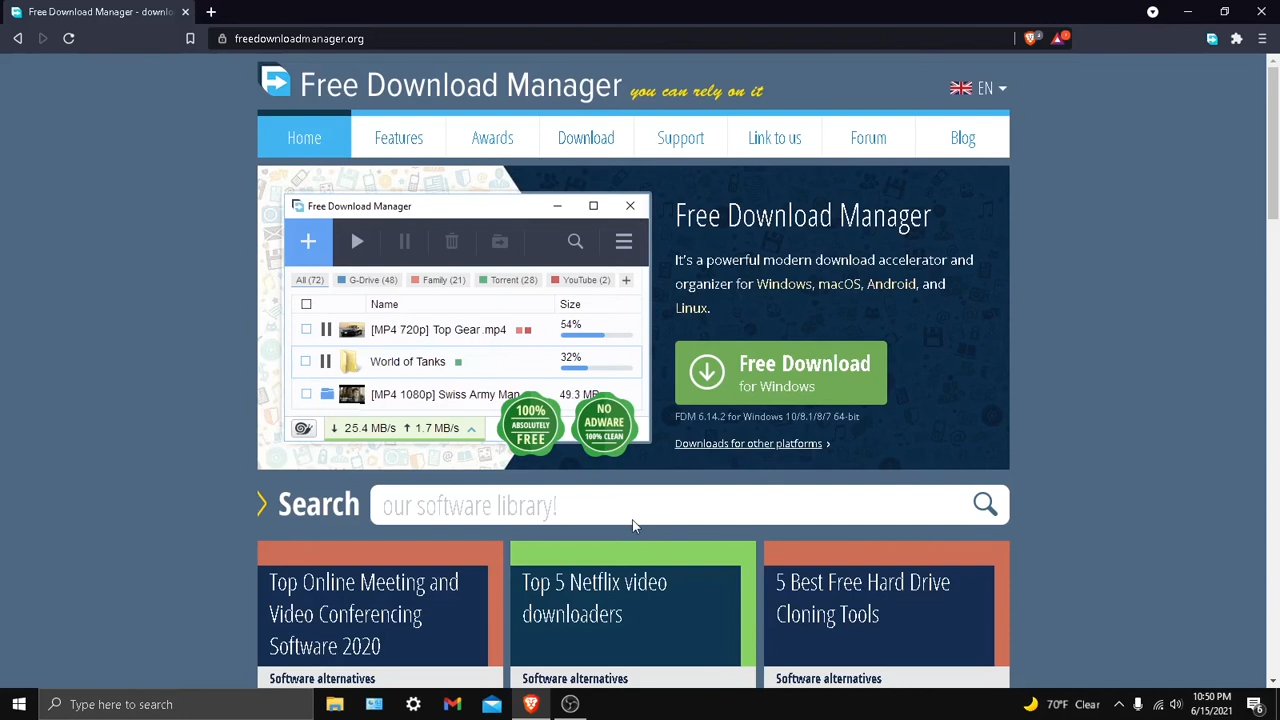 Free Download Manager - downlo
freedownloadmanager.org
Free Download Manager you can rely on it
EN
Home Features Awards Download Support Link to us Forum Blog
Free Download Manager
All (72) G-Drive (48) Family (21) Torrent (28) YouTube (2)
Name Size
[MP4 720p] Top Gear .mp4 54%
World of Tanks 32%
[MP4 1080p] Swiss Army Man 49.3 MB
25.4 MB/s 1.7 MB/s
100%
ABSOLUTELY
FREE
NO
ADWARE
100% CLEAN
Free Download Manager
It's a powerful modern download accelerator and
organizer for Windows, macOS, Android, and
Linux.
Free Download
for Windows
FDM 6.14.2 for Windows 10/8.1/8/7 64-bit
Downloads for other platforms ›
Search our software library!
Top Online Meeting and
Video Conferencing
Software 2020
Software alternatives
Top 5 Netflix video
downloaders
Software alternatives
5 Best Free Hard Drive
Cloning Tools
Software alternatives
Type here to search
70°F Clear
10:50 PM
6/15/2021